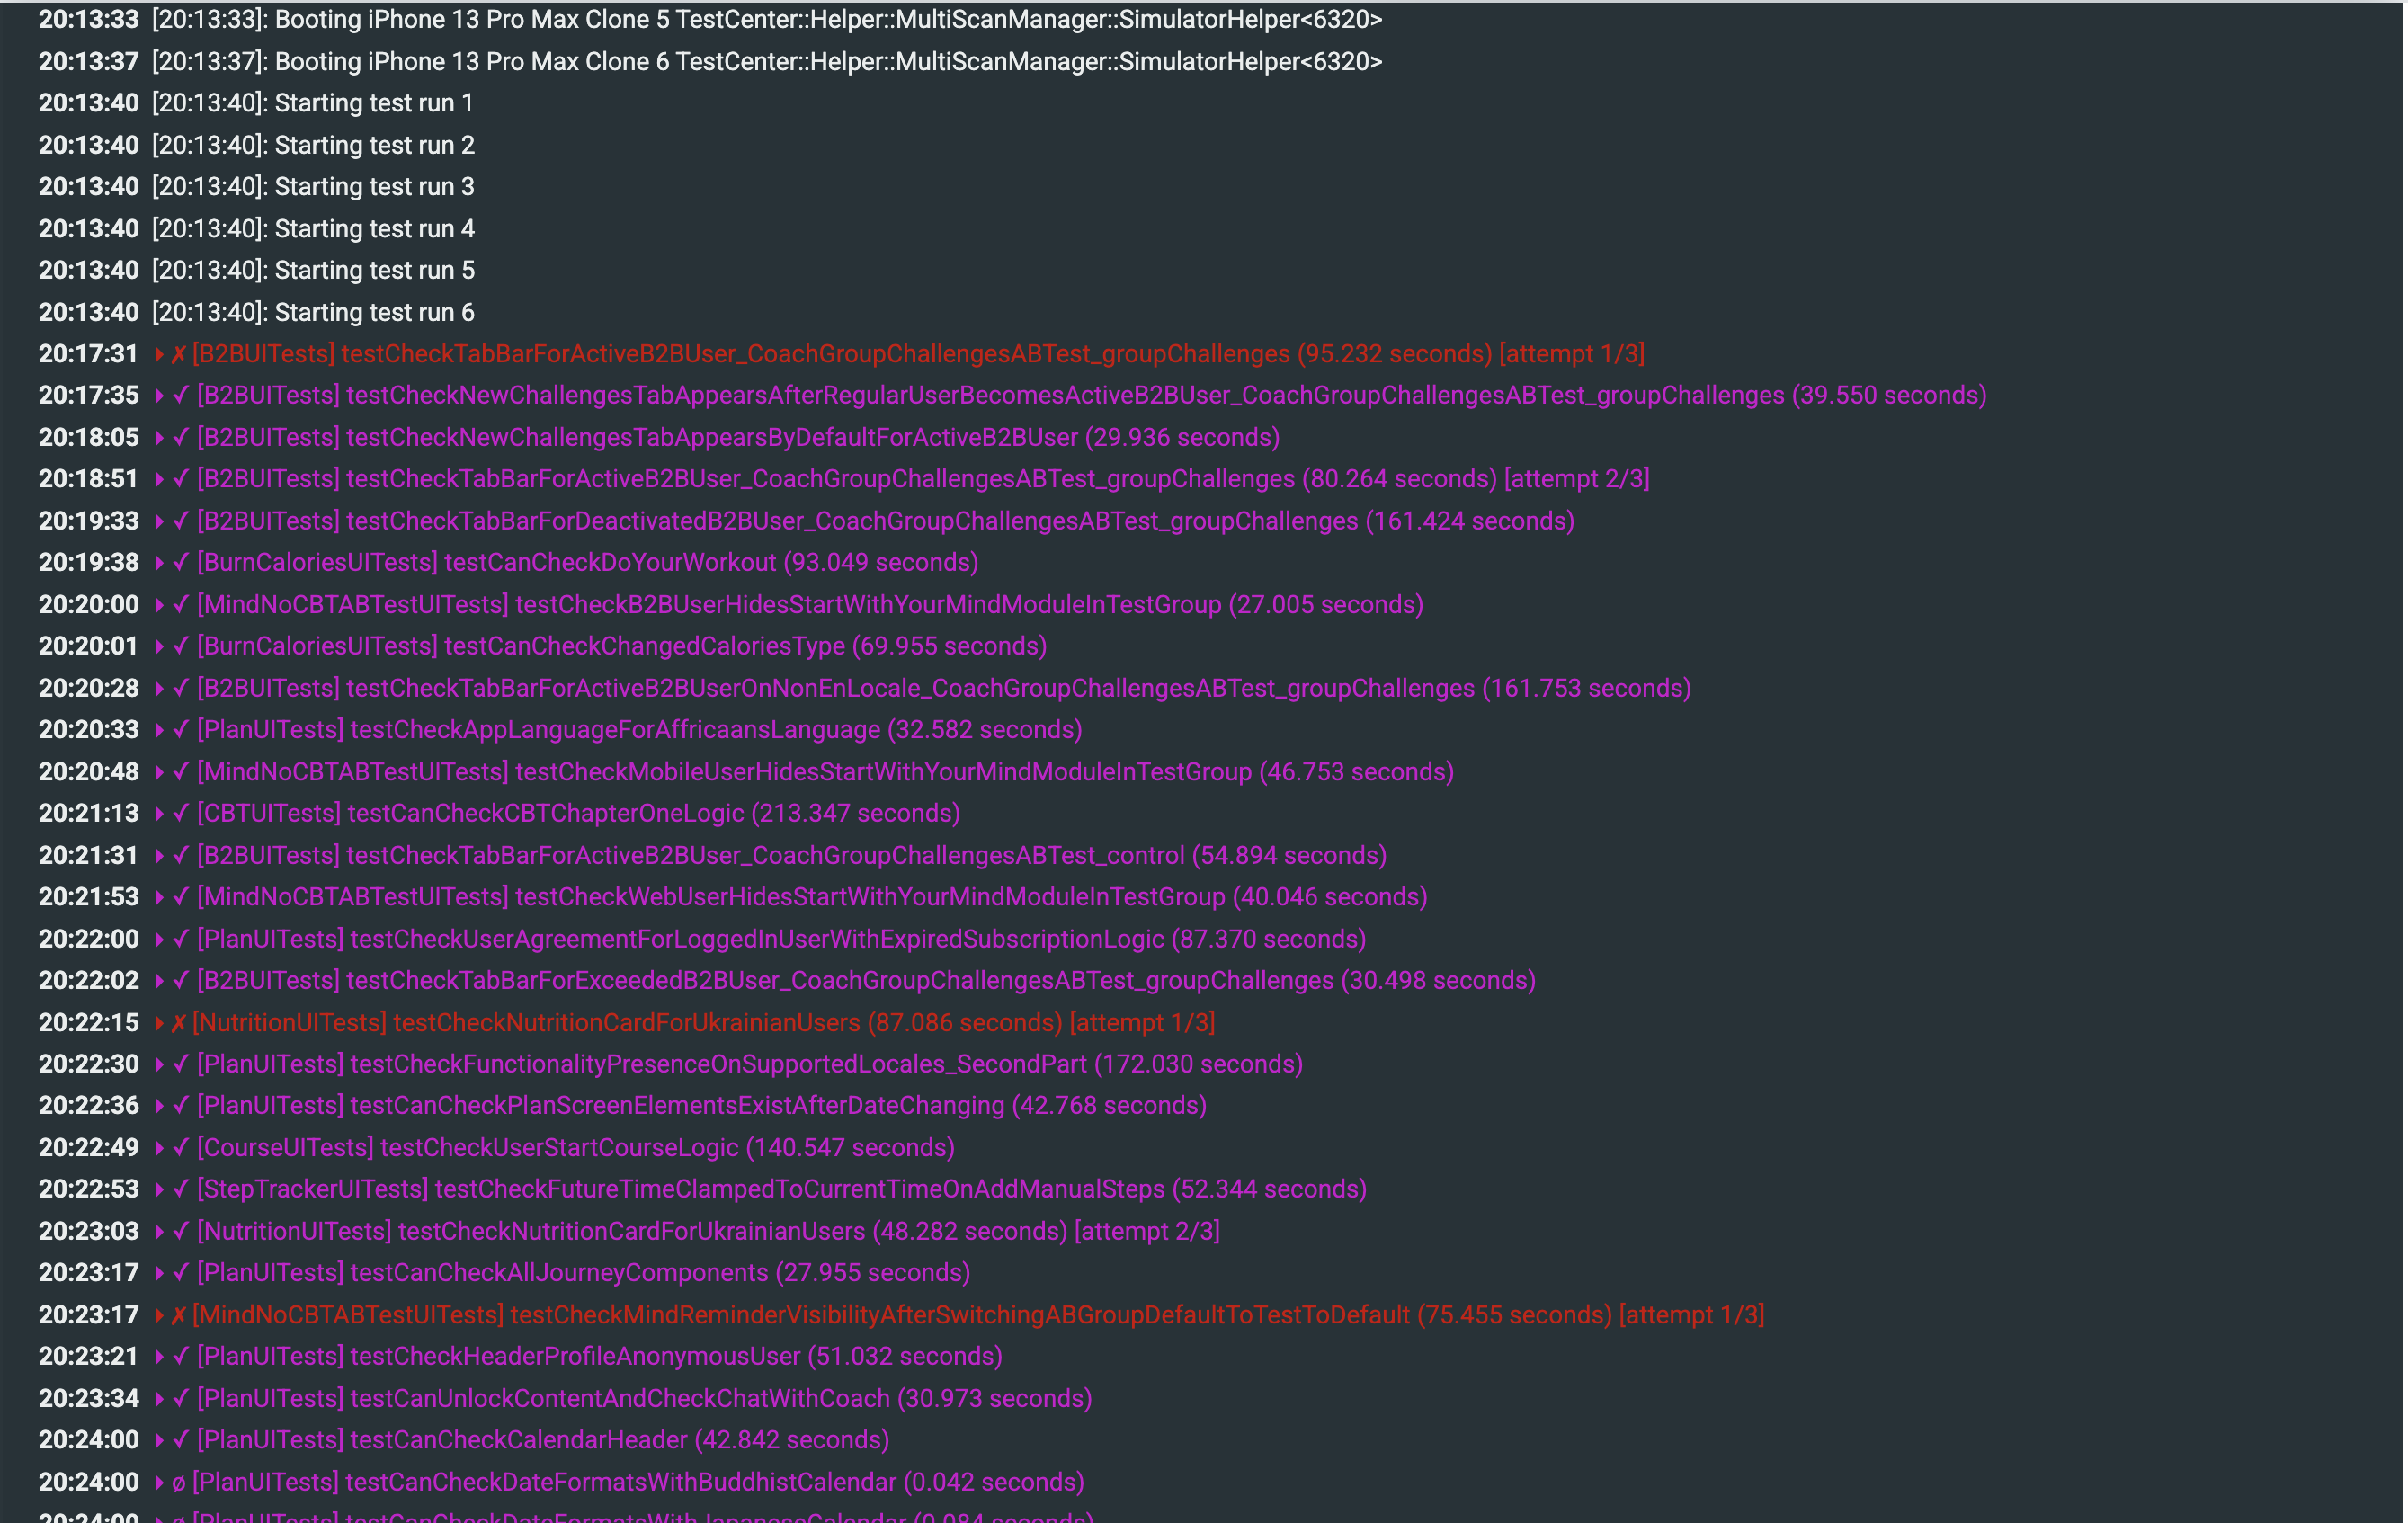 20:13:33 [20:13:33]: Booting iPhone 13 Pro Max Clone 5 TestCenter::Helper::MultiScanManager::SimulatorHelper<6320>
20:13:37 [20:13:37]: Booting iPhone 13 Pro Max Clone 6 TestCenter::Helper::MultiScanManager::SimulatorHelper<6320>
20:13:40 [20:13:40]: Starting test run 1
20:13:40 [20:13:40]: Starting test run 2
20:13:40 [20:13:40]: Starting test run 3
20:13:40 [20:13:40]: Starting test run 4
20:13:40 [20:13:40]: Starting test run 5
20:13:40 [20:13:40]: Starting test run 6
20:17:31 ✗ [B2BUITests] testCheckTabBarForActiveB2BUser_CoachGroupChallengesABTest_groupChallenges (95.232 seconds) [attempt 1/3]
20:17:35 ✓ [B2BUITests] testCheckNewChallengesTabAppearsAfterRegularUserBecomesActiveB2BUser_CoachGroupChallengesABTest_groupChallenges (39.550 seconds)
20:18:05 ✓ [B2BUITests] testCheckNewChallengesTabAppearsByDefaultForActiveB2BUser (29.936 seconds)
20:18:51 ✓ [B2BUITests] testCheckTabBarForActiveB2BUser_CoachGroupChallengesABTest_groupChallenges (80.264 seconds) [attempt 2/3]
20:19:33 ✓ [B2BUITests] testCheckTabBarForDeactivatedB2BUser_CoachGroupChallengesABTest_groupChallenges (161.424 seconds)
20:19:38 ✓ [BurnCaloriesUITests] testCanCheckDoYourWorkout (93.049 seconds)
20:20:00 ✓ [MindNoCBTABTestUITests] testCheckB2BUserHidesStartWithYourMindModuleInTestGroup (27.005 seconds)
20:20:01 ✓ [BurnCaloriesUITests] testCanCheckChangedCaloriesType (69.955 seconds)
20:20:28 ✓ [B2BUITests] testCheckTabBarForActiveB2BUserOnNonEnLocale_CoachGroupChallengesABTest_groupChallenges (161.753 seconds)
20:20:33 ✓ [PlanUITests] testCheckAppLanguageForAffricaansLanguage (32.582 seconds)
20:20:48 ✓ [MindNoCBTABTestUITests] testCheckMobileUserHidesStartWithYourMindModuleInTestGroup (46.753 seconds)
20:21:13 ✓ [CBTUITests] testCanCheckCBTChapterOneLogic (213.347 seconds)
20:21:31 ✓ [B2BUITests] testCheckTabBarForActiveB2BUser_CoachGroupChallengesABTest_control (54.894 seconds)
20:21:53 ✓ [MindNoCBTABTestUITests] testCheckWebUserHidesStartWithYourMindModuleInTestGroup (40.046 seconds)
20:22:00 ✓ [PlanUITests] testCheckUserAgreementForLoggedInUserWithExpiredSubscriptionLogic (87.370 seconds)
20:22:02 ✓ [B2BUITests] testCheckTabBarForExceededB2BUser_CoachGroupChallengesABTest_groupChallenges (30.498 seconds)
20:22:15 ✗ [NutritionUITests] testCheckNutritionCardForUkrainianUsers (87.086 seconds) [attempt 1/3]
20:22:30 ✓ [PlanUITests] testCheckFunctionalityPresenceOnSupportedLocales_SecondPart (172.030 seconds)
20:22:36 ✓ [PlanUITests] testCanCheckPlanScreenElementsExistAfterDateChanging (42.768 seconds)
20:22:49 ✓ [CourseUITests] testCheckUserStartCourseLogic (140.547 seconds)
20:22:53 ✓ [StepTrackerUITests] testCheckFutureTimeClampedToCurrentTimeOnAddManualSteps (52.344 seconds)
20:23:03 ✓ [NutritionUITests] testCheckNutritionCardForUkrainianUsers (48.282 seconds) [attempt 2/3]
20:23:17 ✓ [PlanUITests] testCanCheckAllJourneyComponents (27.955 seconds)
20:23:17 ✗ [MindNoCBTABTestUITests] testCheckMindReminderVisibilityAfterSwitchingABGroupDefaultToTestToDefault (75.455 seconds) [attempt 1/3]
20:23:21 ✓ [PlanUITests] testCheckHeaderProfileAnonymousUser (51.032 seconds)
20:23:34 ✓ [PlanUITests] testCanUnlockContentAndCheckChatWithCoach (30.973 seconds)
20:24:00 ✓ [PlanUITests] testCanCheckCalendarHeader (42.842 seconds)
20:24:00 ø [PlanUITests] testCanCheckDateFormatsWithBuddhistCalendar (0.042 seconds)
20:24:00 ø [PlanUITests] testCanCheckDateFormatsWithJapaneseCalendar (0.084 seconds)